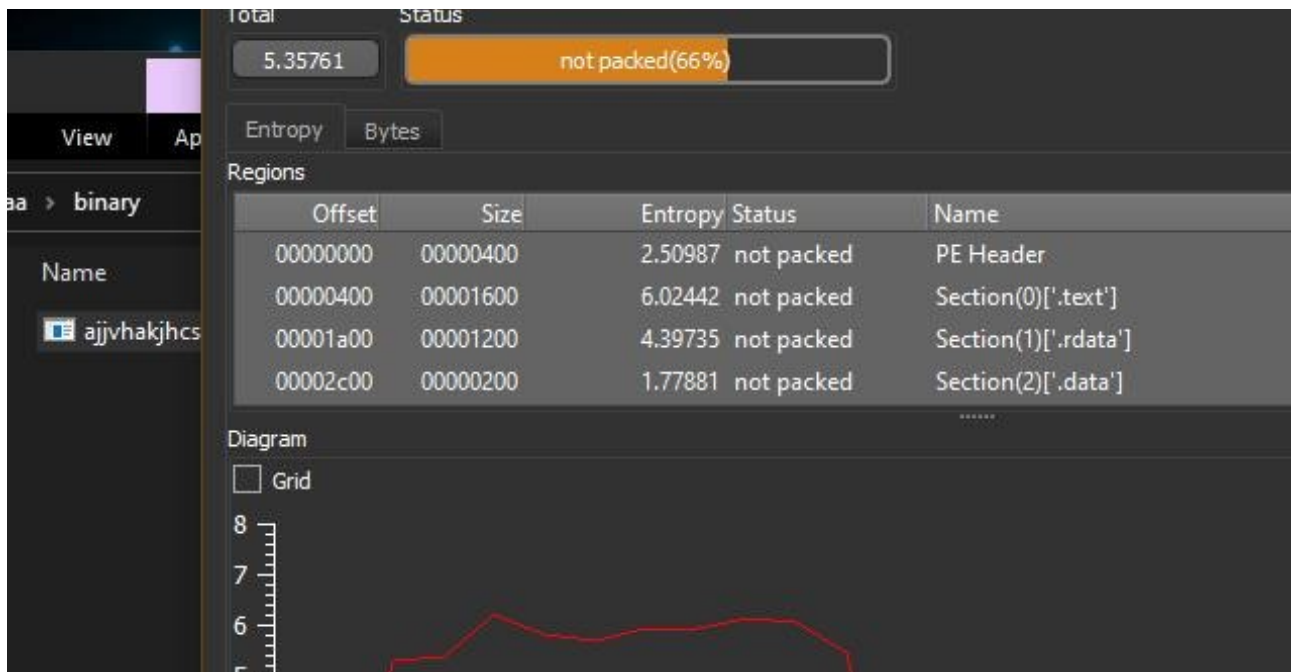 Total Status
5.35761 not packed(66%)
View Ap
Entropy Bytes
aa > binary
Regions
Offset Size Entropy Status Name
00000000 00000400 2.50987 not packed PE Header
00000400 00001600 6.02442 not packed Section(0)['.text']
00001a00 00001200 4.39735 not packed Section(1)['.rdata']
00002c00 00000200 1.77881 not packed Section(2)['.data']
Name
ajjvhakjhcs
Diagram
Grid
8
7
6
5